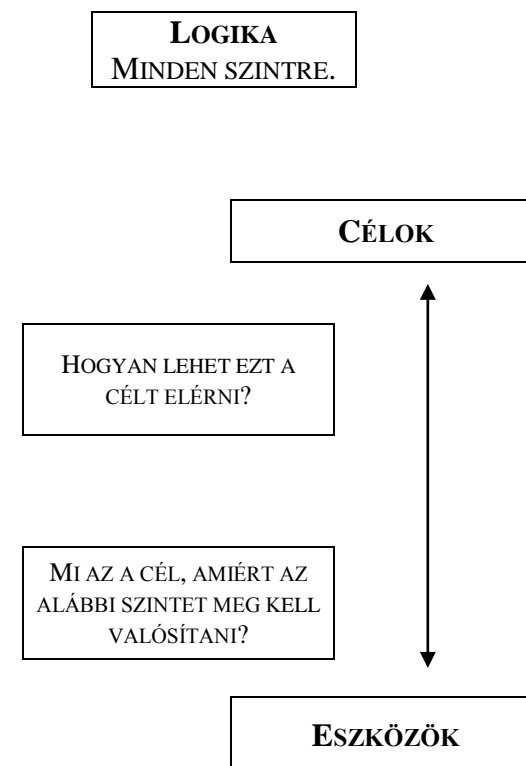 LOGIKA
MINDEN SZINTRE.
CÉLOK
HOGYAN LEHET EZT A
CÉLT ELÉRNI?
MI AZ A CÉL, AMIÉRT AZ
ALÁBBI SZINTET MEG KELL
VALÓSÍTANI?
ESZKÖZÖK